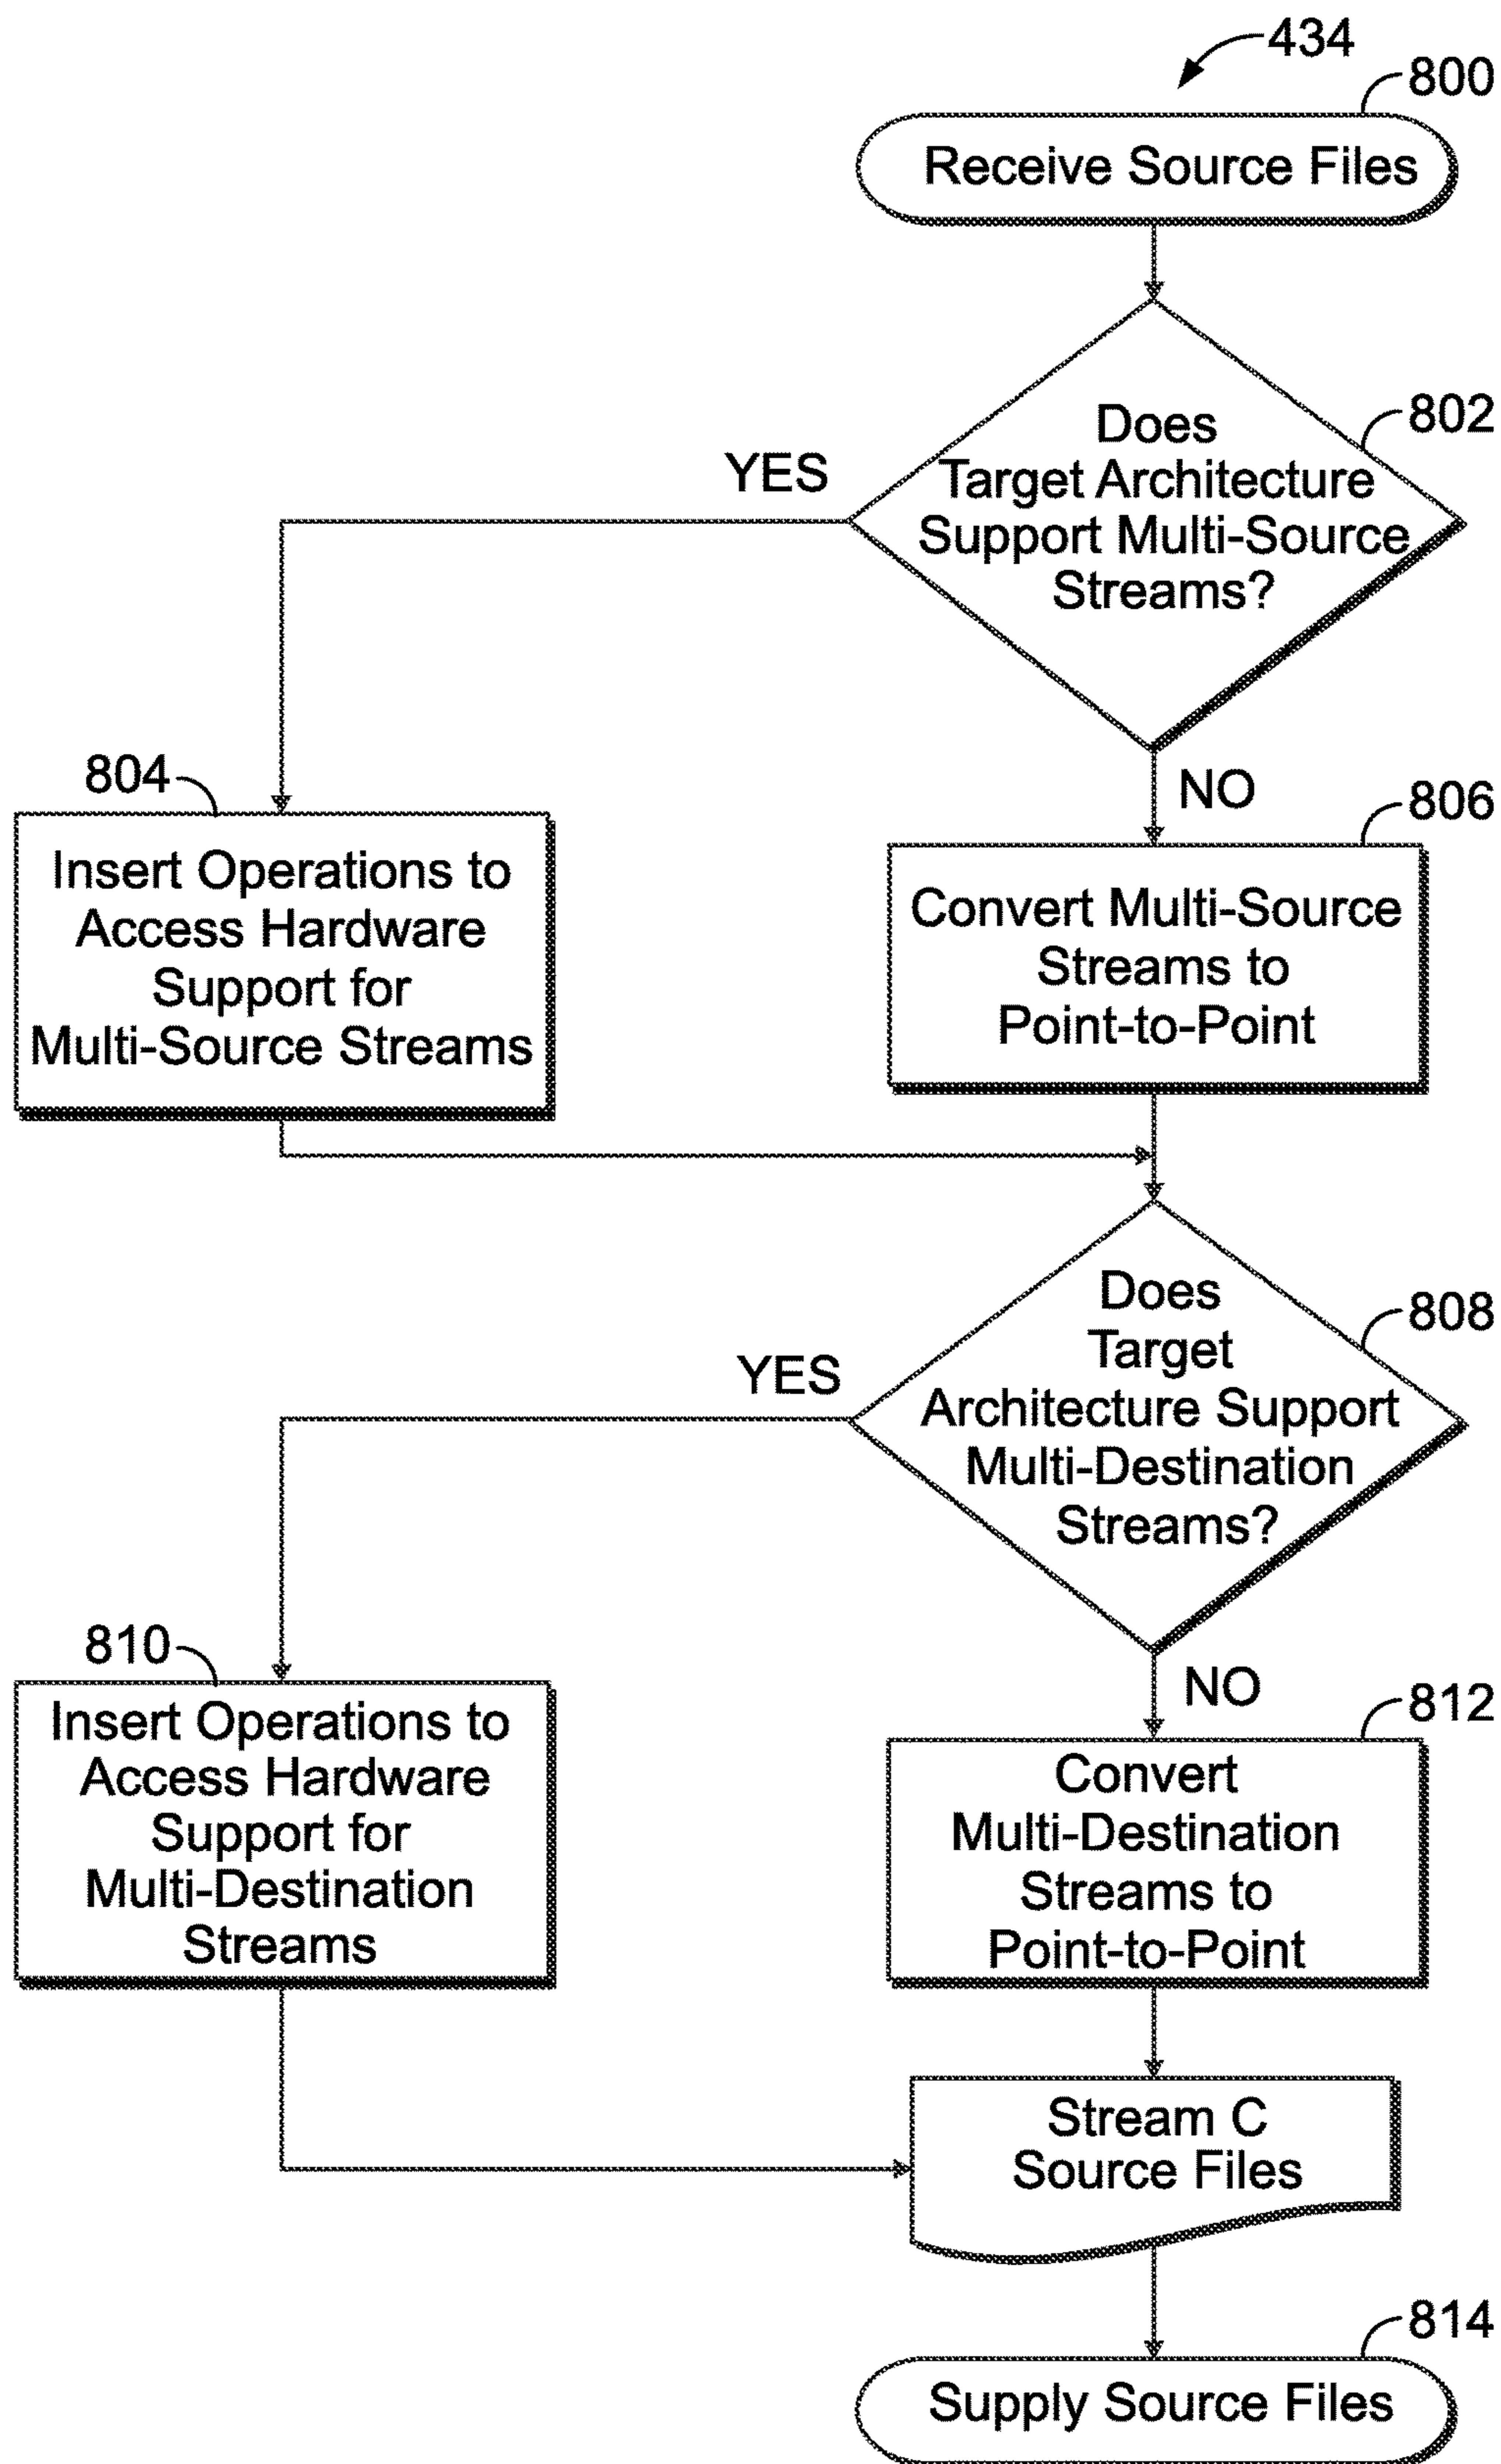 434
800
Receive Source Files
802
Does
Target Architecture
Support Multi-Source
Streams?
YES
NO
804
Insert Operations to
Access Hardware
Support for
Multi-Source Streams
806
Convert Multi-Source
Streams to
Point-to-Point
808
Does
Target
Architecture Support
Multi-Destination
Streams?
YES
NO
810
Insert Operations to
Access Hardware
Support for
Multi-Destination
Streams
812
Convert
Multi-Destination
Streams to
Point-to-Point
Stream C
Source Files
814
Supply Source Files